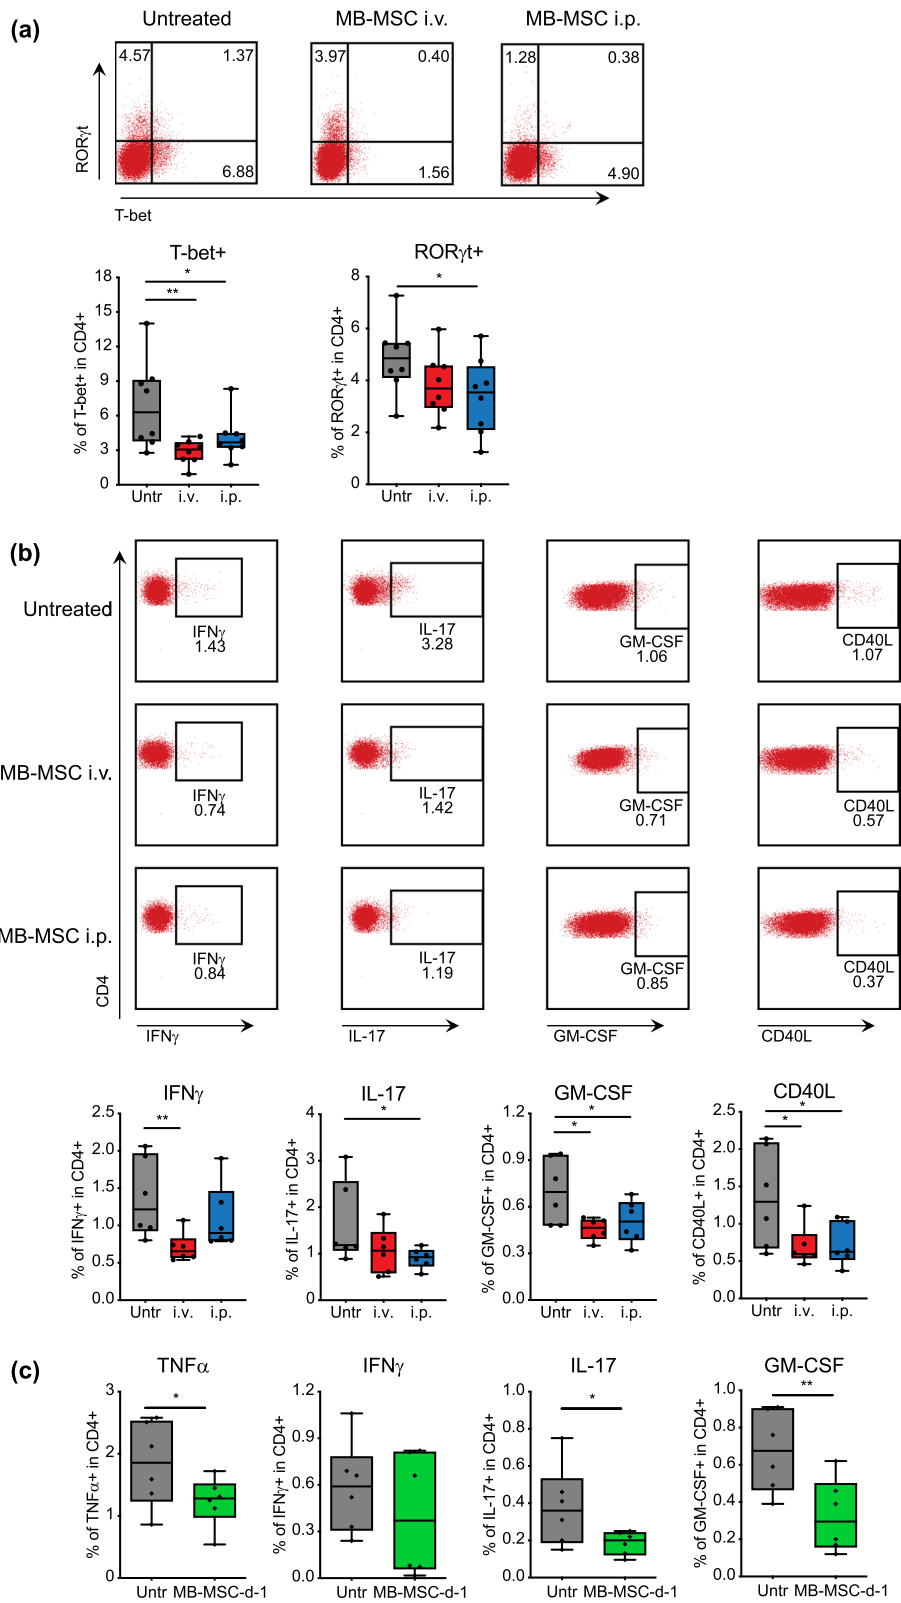 (a)
Untreated
MB-MSC i.v.
MB-MSC i.p.
4.57
1.37
3.97
0.40
1.28
0.38
RORγt
6.88
1.56
4.90
T-bet
T-bet+
% of T-bet+ in CD4+
18
15
12
9
6
3
0
*
**
Untr
i.v.
i.p.
RORγt+
% of RORγt+ in CD4+
8
6
4
2
0
*
Untr
i.v.
i.p.
(b)
Untreated
IFNγ
1.43
IL-17
3.28
GM-CSF
1.06
CD40L
1.07
MB-MSC i.v.
IFNγ
0.74
IL-17
1.42
GM-CSF
0.71
CD40L
0.57
MB-MSC i.p.
IFNγ
0.84
IL-17
1.19
GM-CSF
0.85
CD40L
0.37
CD4
IFNγ
IL-17
GM-CSF
CD40L
IFNγ
% of IFNγ+ in CD4+
2.5
2.0
1.5
1.0
0.5
0.0
**
Untr
i.v.
i.p.
IL-17
% of IL-17+ in CD4+
4
3
2
1
0
*
Untr
i.v.
i.p.
GM-CSF
% of GM-CSF+ in CD4+
1.2
0.9
0.6
0.3
0.0
*
*
Untr
i.v.
i.p.
CD40L
% of CD40L+ in CD4+
2.5
2.0
1.5
1.0
0.5
0.0
*
*
Untr
i.v.
i.p.
(c)
TNFα
% of TNFα+ in CD4+
3
2
1
0
*
Untr
MB-MSC-d-1
IFNγ
% of IFNγ+ in CD4+
1.2
0.9
0.6
0.3
0.0
Untr
MB-MSC-d-1
IL-17
% of IL-17+ in CD4+
1.0
0.8
0.6
0.4
0.2
0.0
*
Untr
MB-MSC-d-1
GM-CSF
% of GM-CSF+ in CD4+
1.0
0.8
0.6
0.4
0.2
0.0
**
Untr
MB-MSC-d-1